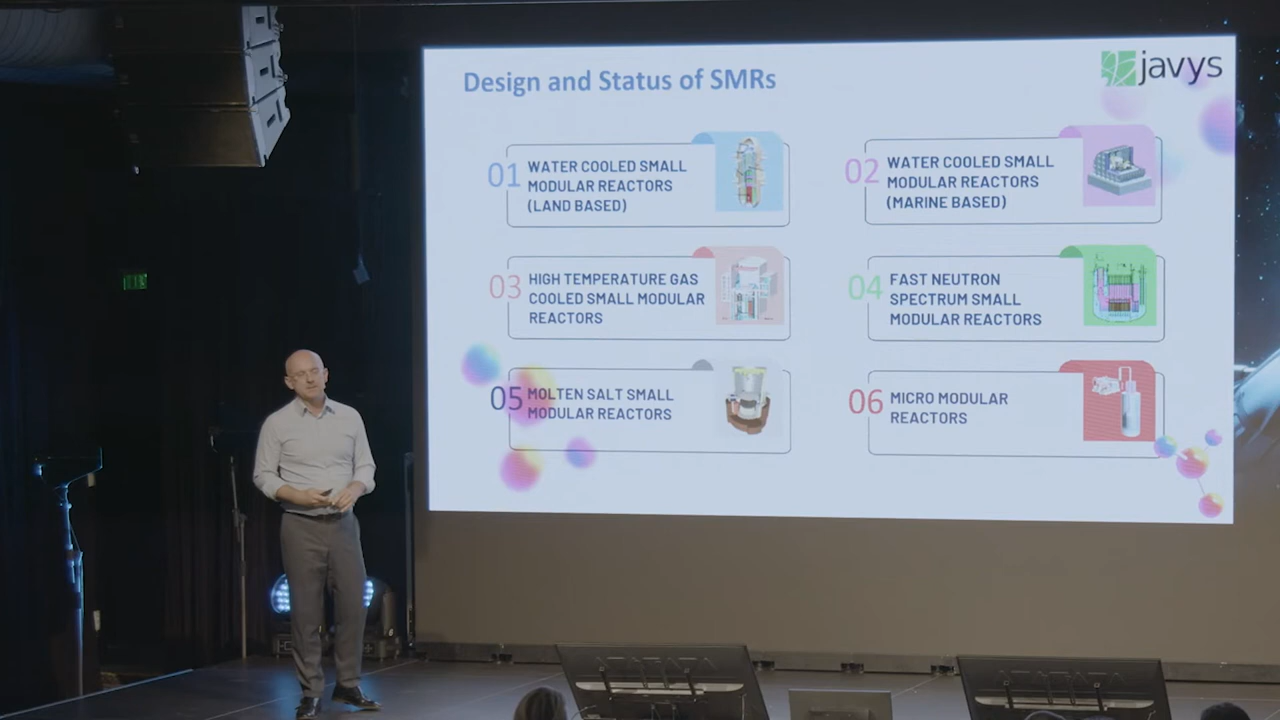 Design and Status of SMRs
javys
01
WATER COOLED SMALL
MODULAR REACTORS
(LAND BASED)
02
WATER COOLED SMALL
MODULAR REACTORS
(MARINE BASED)
03
HIGH TEMPERATURE GAS
COOLED SMALL MODULAR
REACTORS
04
FAST NEUTRON
SPECTRUM SMALL
MODULAR REACTORS
05
MOLTEN SALT SMALL
MODULAR REACTORS
06
MICRO MODULAR
REACTORS